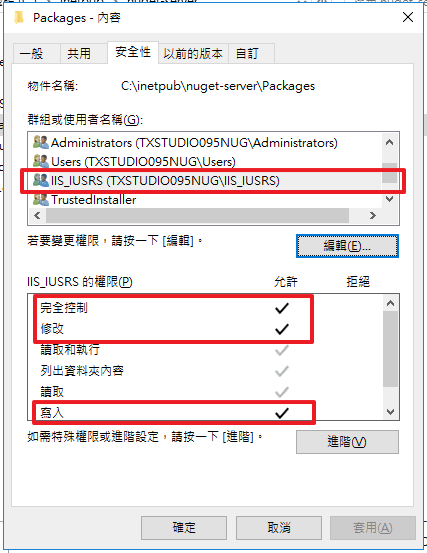 Packages - 內容
一般
共用
安全性
以前的版本
自訂
物件名稱:
C:\inetpub\nuget-server\Packages
群組或使用者名稱(G):
Administrators (TXSTUDIO095NUG\Administrators)
Users (TXSTUDIO095NUG\Users)
IIS_IUSRS (TXSTUDIO095NUG\IIS_IUSRS)
TrustedInstaller
若要變更權限，請按一下 [編輯]。
編輯(E)...
IIS_IUSRS 的權限(P)
允許
拒絕
完全控制
修改
讀取和執行
列出資料夾內容
讀取
寫入
如需特殊權限或進階設定，請按一下 [進階]。
進階(V)
確定
取消
套用(A)